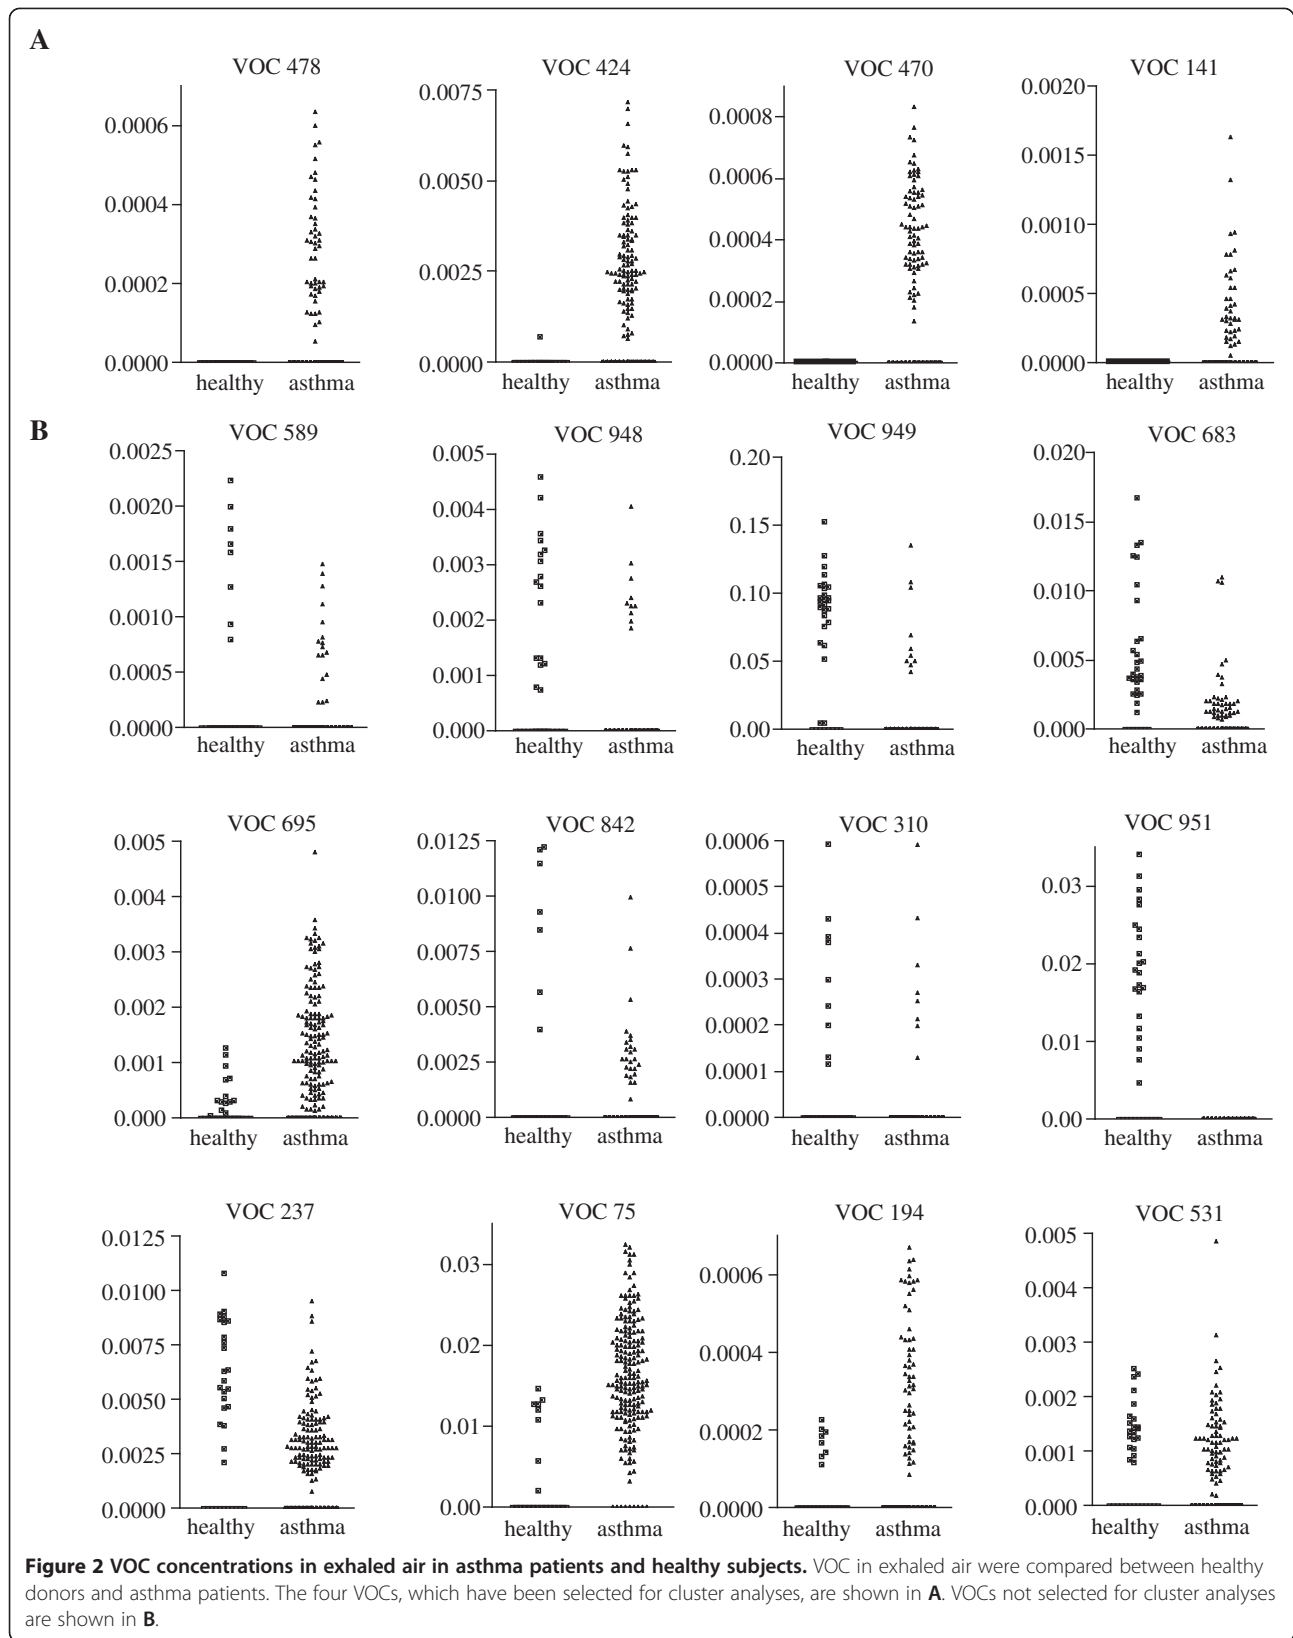 A
VOC 478
0.0006
0.0004
0.0002
0.0000
healthy asthma
VOC 424
0.0075
0.0050
0.0025
0.0000
healthy asthma
VOC 470
0.0008
0.0006
0.0004
0.0002
0.0000
healthy asthma
VOC 141
0.0020
0.0015
0.0010
0.0005
0.0000
healthy asthma
B
VOC 589
0.0025
0.0020
0.0015
0.0010
0.0005
0.0000
healthy asthma
VOC 948
0.005
0.004
0.003
0.002
0.001
0.000
healthy asthma
VOC 949
0.20
0.15
0.10
0.05
0.00
healthy asthma
VOC 683
0.020
0.015
0.010
0.005
0.000
healthy asthma
VOC 695
0.005
0.004
0.003
0.002
0.001
0.000
healthy asthma
VOC 842
0.0125
0.0100
0.0075
0.0050
0.0025
0.0000
healthy asthma
VOC 310
0.0006
0.0005
0.0004
0.0003
0.0002
0.0001
0.0000
healthy asthma
VOC 951
0.03
0.02
0.01
0.00
healthy asthma
VOC 237
0.0125
0.0100
0.0075
0.0050
0.0025
0.0000
healthy asthma
VOC 75
0.03
0.02
0.01
0.00
healthy asthma
VOC 194
0.0006
0.0004
0.0002
0.0000
healthy asthma
VOC 531
0.005
0.004
0.003
0.002
0.001
0.000
healthy asthma
Figure 2 VOC concentrations in exhaled air in asthma patients and healthy subjects. VOC in exhaled air were compared between healthy
donors and asthma patients. The four VOCs, which have been selected for cluster analyses, are shown in A. VOCs not selected for cluster analyses
are shown in B.